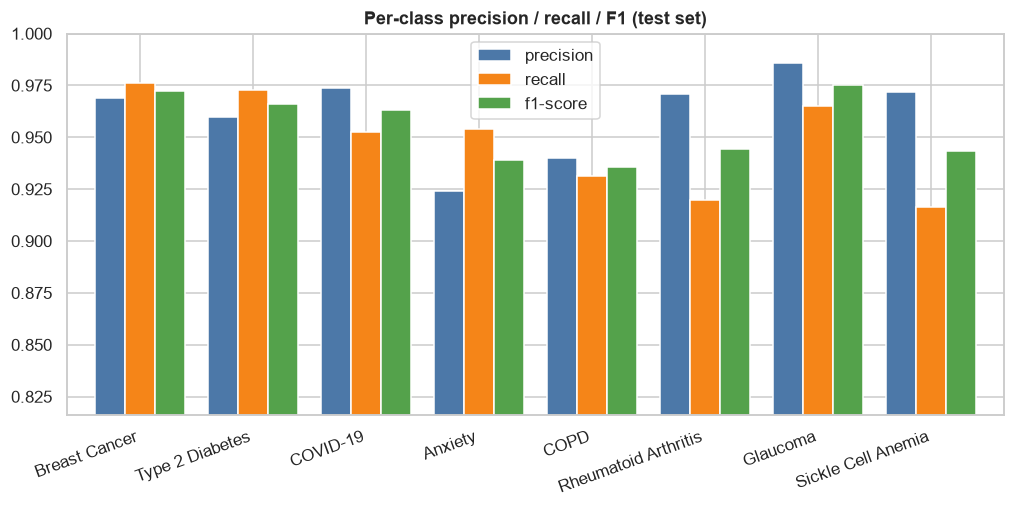 Per-class precision / recall / F1 (test set)
precision
recall
f1-score
1.000
0.975
0.950
0.925
0.900
0.875
0.850
0.825
Breast Cancer
Type 2 Diabetes
COVID-19
Anxiety
COPD
Rheumatoid Arthritis
Glaucoma
Sickle Cell Anemia